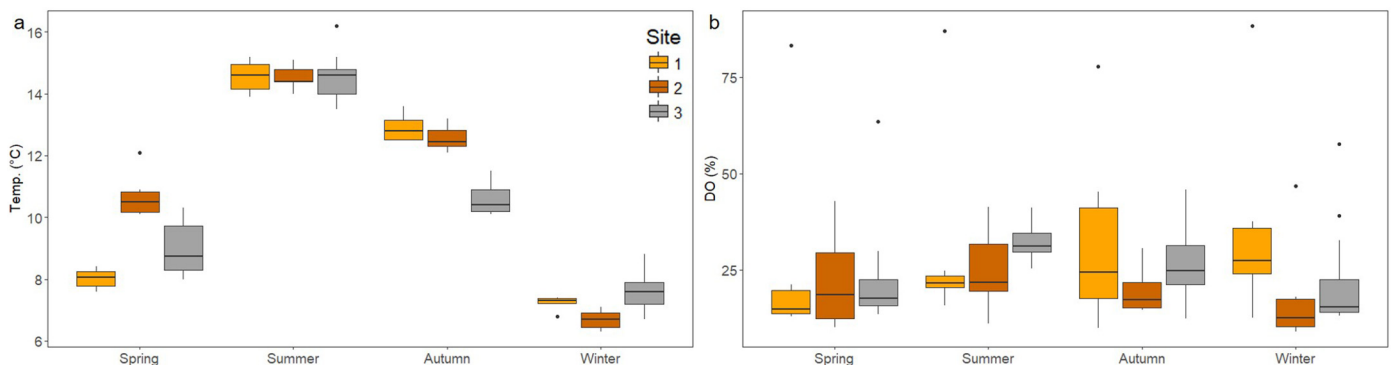 a
Temp. (°C)
16
14
12
10
8
6
Site
1
2
3
Spring Summer Autumn Winter
b
DO (%)
75
50
25
Spring Summer Autumn Winter